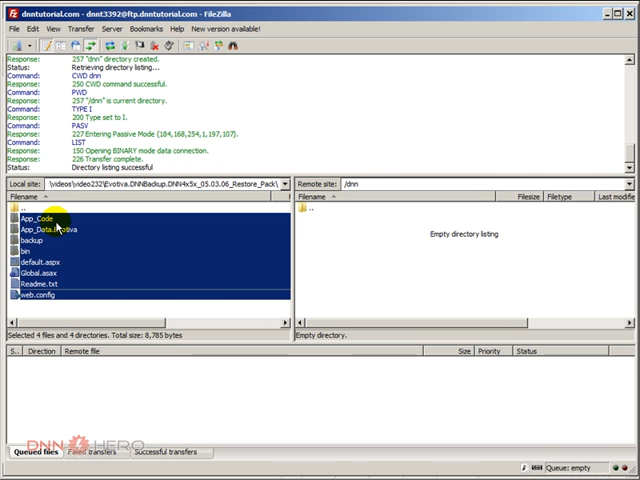 dnntutorial.com - dnnt3392@ftp.dnntutorial.com - FileZilla
File Edit View Transfer Server Bookmarks Help New version available!
Response: 257 "dnn" directory created.
Status: Retrieving directory listing...
Command: CWD dnn
Response: 250 CWD command successful.
Command: PWD
Response: 257 "/dnn" is current directory.
Command: TYPE I
Response: 200 Type set to I.
Command: PASV
Response: 227 Entering Passive Mode (184,168,254,1,197,107).
Command: LIST
Response: 150 Opening BINARY mode data connection.
Response: 226 Transfer complete.
Status: Directory listing successful
Local site: \videos\video232\Evotiva.DNNBackup.DNN4x5x_05.03.06_Restore_Pack\
Remote site: /dnn
Filename
Filename Filesize Filetype Last modifie
..
..
App_Code
backup
bin
default.aspx
Global.asax
Readme.txt
web.config
Empty directory listing
Selected 4 files and 4 directories. Total size: 8,785 bytes
Empty directory.
S... Direction Remote file Size Priority Status
DNN HERO
Queued files Failed transfers Successful transfers
Queue: empty